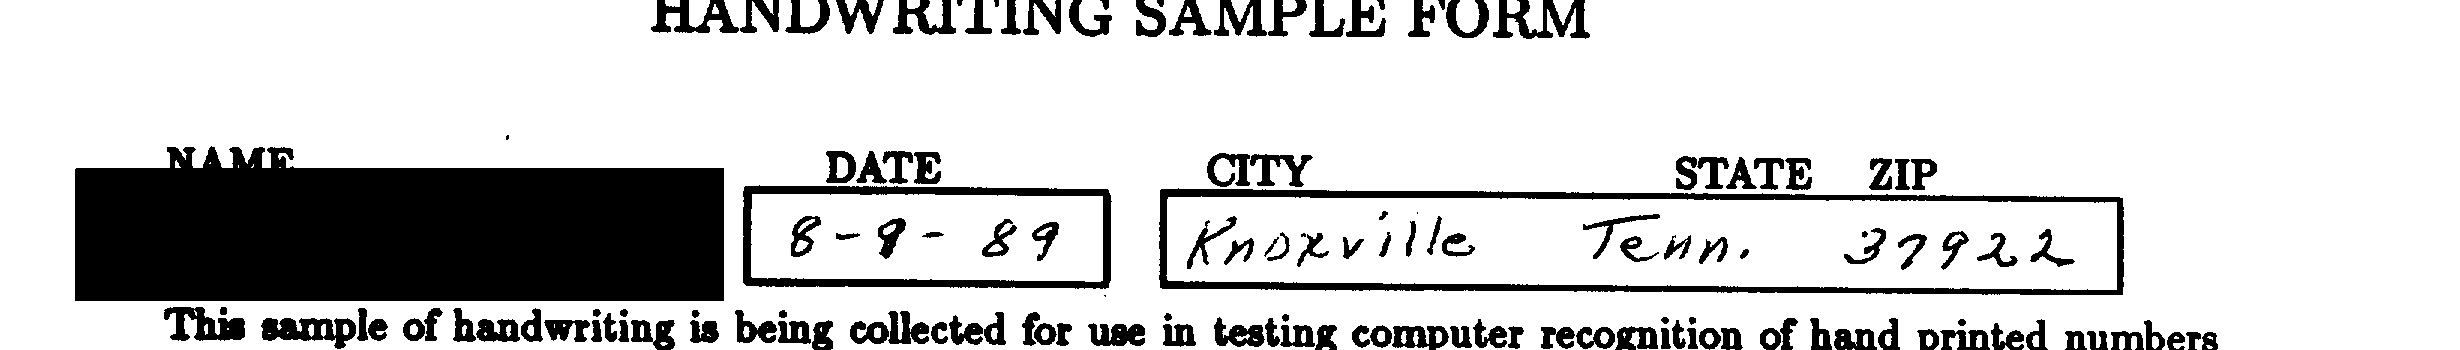 HANDWRITING SAMPLE FORM
NAME DATE CITY STATE ZIP
8-9-89 Knoxville Tenn. 37922
This sample of handwriting is being collected for use in testing computer recognition of hand printed numbers